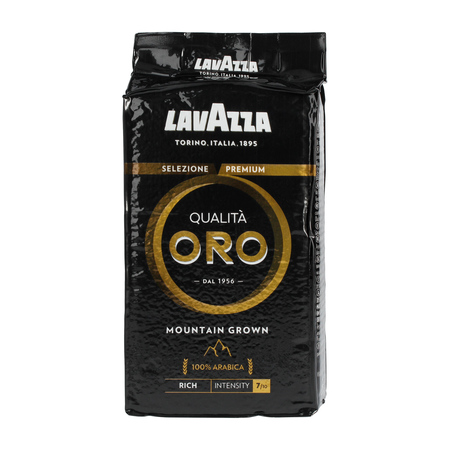 LAVAZZA
TORINO, ITALIA, 1895
LAVAZZA
TORINO, ITALIA, 1895
SELEZIONE PREMIUM
QUALITÀ
ORO
DAL 1956
MOUNTAIN GROWN
100% ARABICA
RICH INTENSITY 7/10